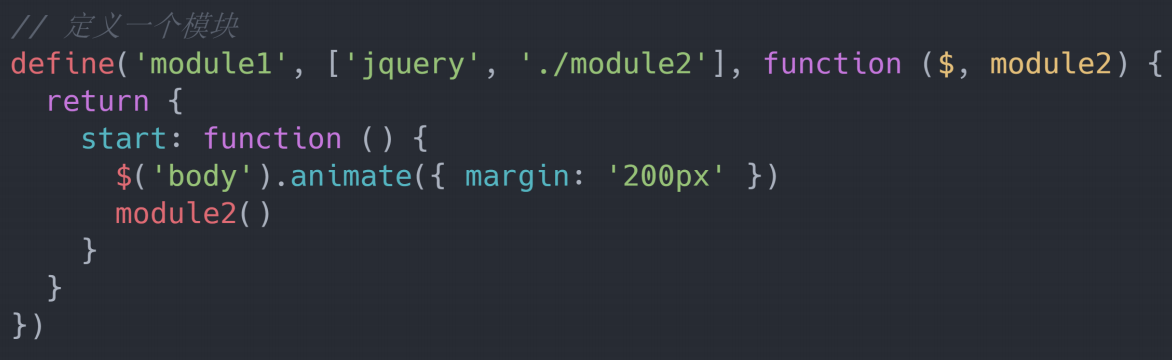 // 定义一个模块
define('module1', ['jquery', './module2'], function ($, module2) {
  return {
    start: function () {
      $('body').animate({ margin: '200px' })
      module2()
    }
  }
})